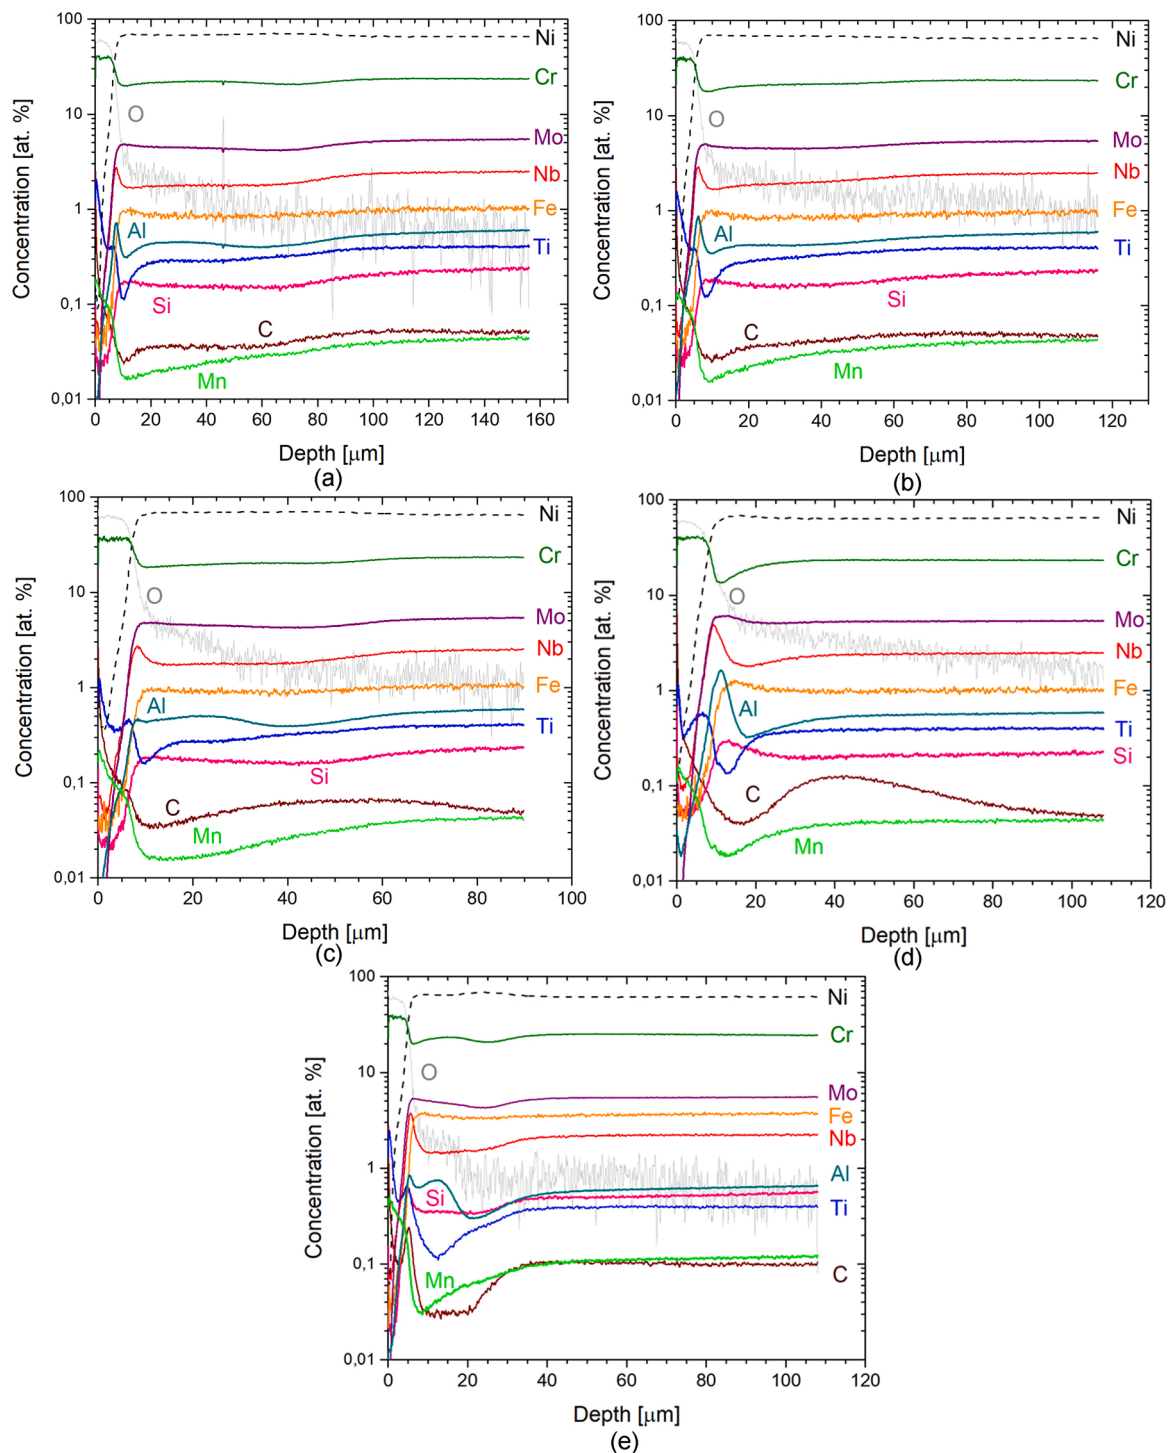 100
10
1
0,1
0,01
Concentration [at. %]
Ni
Cr
O
Mo
Nb
Fe
Al
Ti
Si
C
Mn
0 20 40 60 80 100 120 140 160
Depth [μm]
(a)
100
10
1
0,1
0,01
Concentration [at. %]
Ni
Cr
O
Mo
Nb
Fe
Al
Ti
Si
C
Mn
0 20 40 60 80 100 120
Depth [μm]
(b)
100
10
1
0,1
0,01
Concentration [at. %]
Ni
Cr
O
Mo
Nb
Fe
Al
Ti
Si
C
Mn
0 20 40 60 80 100
Depth [μm]
(c)
100
10
1
0,1
0,01
Concentration [at. %]
Ni
Cr
O
Mo
Nb
Fe
Al
Ti
Si
C
Mn
0 20 40 60 80 100 120
Depth [μm]
(d)
100
10
1
0,1
0,01
Concentration [at. %]
Ni
Cr
O
Mo
Fe
Nb
Al
Si
Ti
Mn
C
0 20 40 60 80 100 120
Depth [μm]
(e)